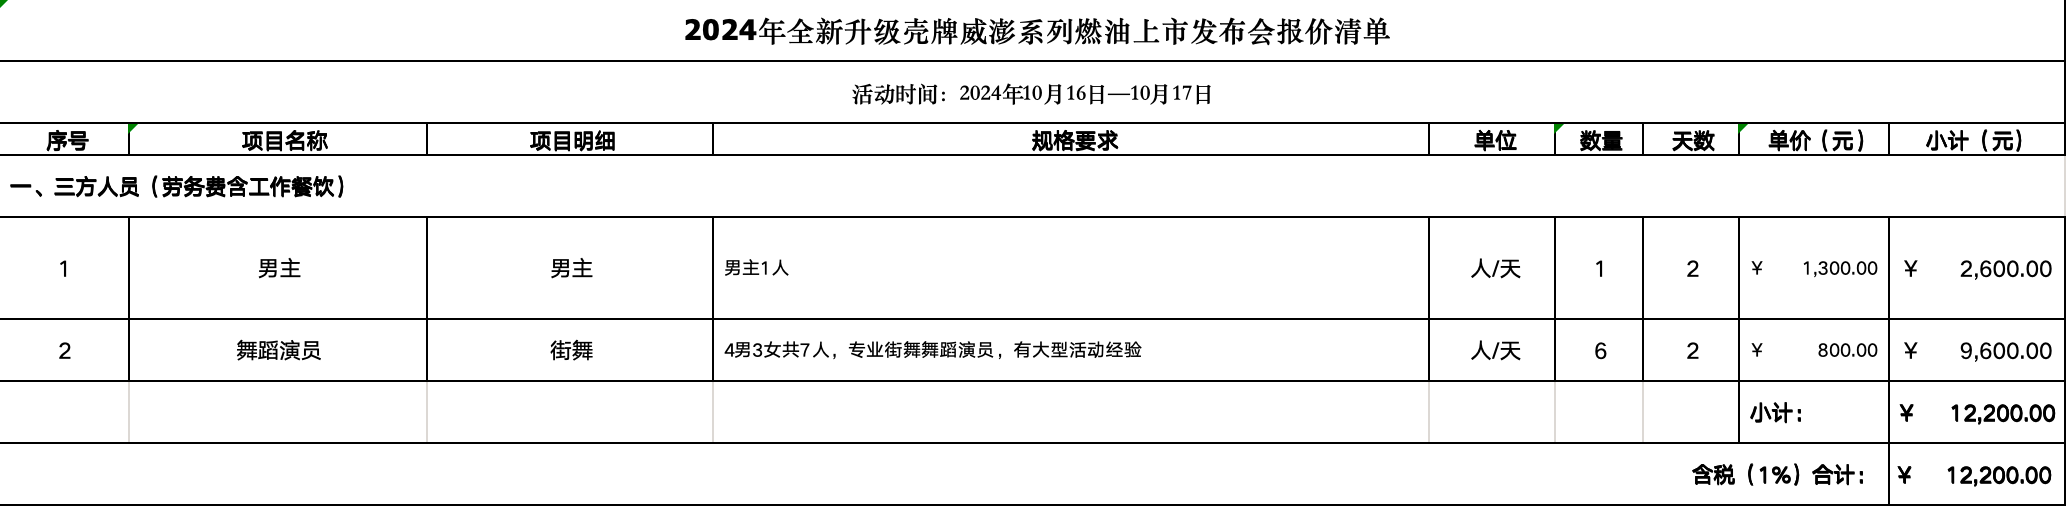 2024年全新升级壳牌威澎系列燃油上市发布会报价清单
活动时间：2024年10月16日—10月17日
序号 项目名称 项目明细 规格要求 单位 数量 天数 单价（元） 小计（元）
一、三方人员（劳务费含工作餐饮）
1 男主 男主 男主1人 人/天 1 2 ¥ 1,300.00 ¥ 2,600.00
2 舞蹈演员 街舞 4男3女共7人，专业街舞舞蹈演员，有大型活动经验 人/天 6 2 ¥ 800.00 ¥ 9,600.00
小计： ¥ 12,200.00
含税（1%）合计： ¥ 12,200.00